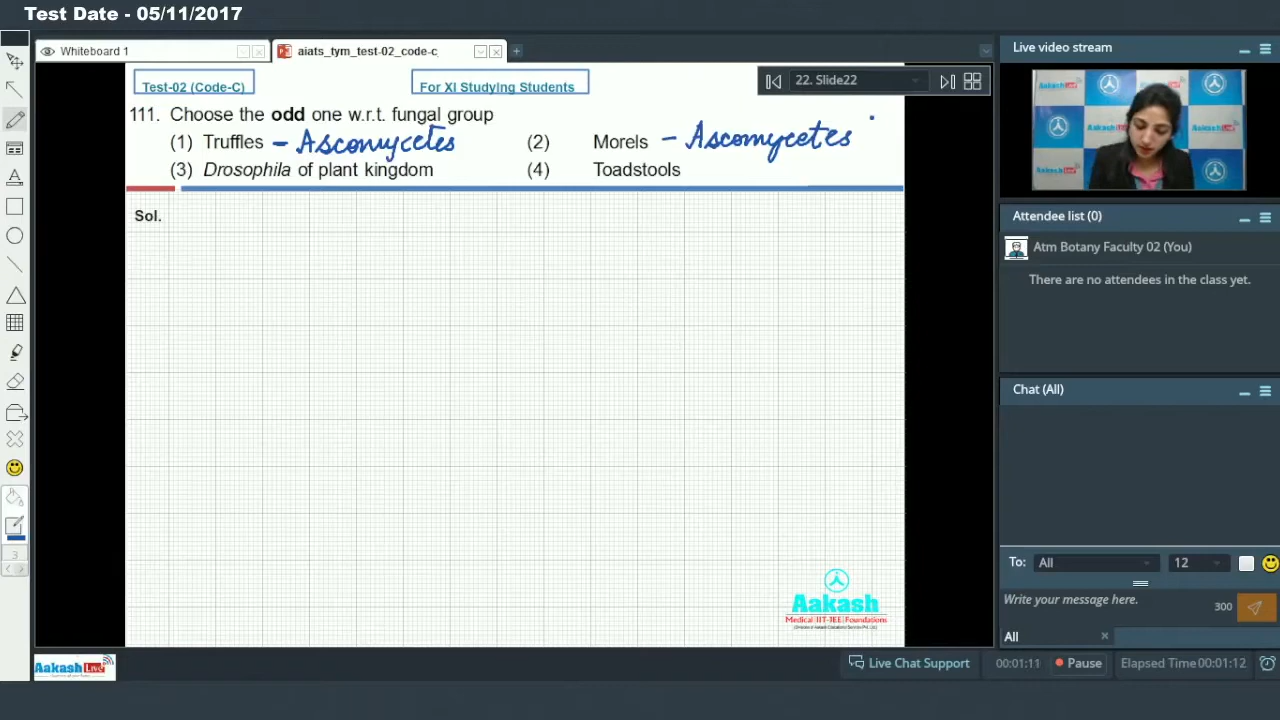 Test Date - 05/11/2017
Whiteboard 1
aiats_tym_test-02_code-c
Test-02 (Code-C)
For XI Studying Students
22. Slide22
111. Choose the odd one w.r.t. fungal group
(1) Truffles - Ascomycetes (2) Morels - Ascomycetes
(3) Drosophila of plant kingdom (4) Toadstools
Sol.
Aakash
Medical|IIT-JEE|Foundations
Live video stream
Attendee list (0)
Atm Botany Faculty 02 (You)
There are no attendees in the class yet.
Chat (All)
To: All 12
Write your message here. 300
All
3
Aakash Live
Live Chat Support 00:01:11 Pause Elapsed Time 00:01:12